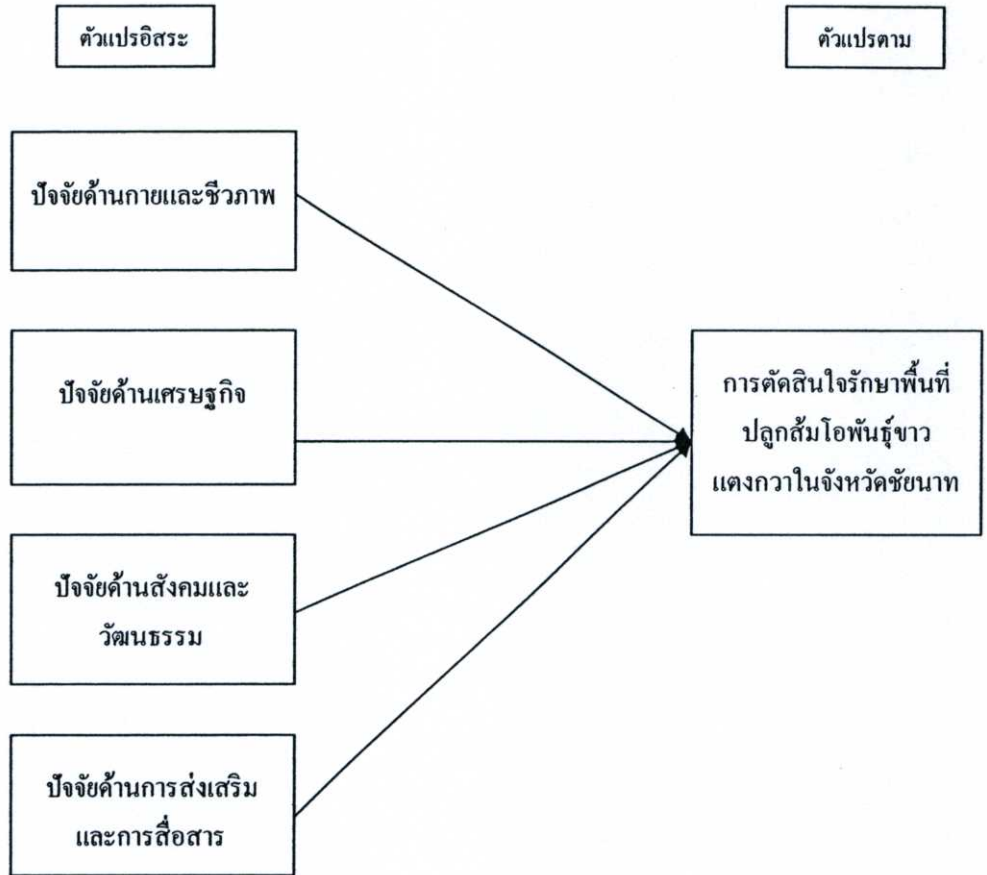 ตัวแปรอิสระ
ตัวแปรตาม
ปัจจัยด้านกายและชีวภาพ
ปัจจัยด้านเศรษฐกิจ
การตัดสินใจรักษาพื้นที่
ปลูกส้มโอพันธุ์ขาว
แตงกวาในจังหวัดชัยนาท
ปัจจัยด้านสังคมและ
วัฒนธรรม
ปัจจัยด้านการส่งเสริม
และการสื่อสาร